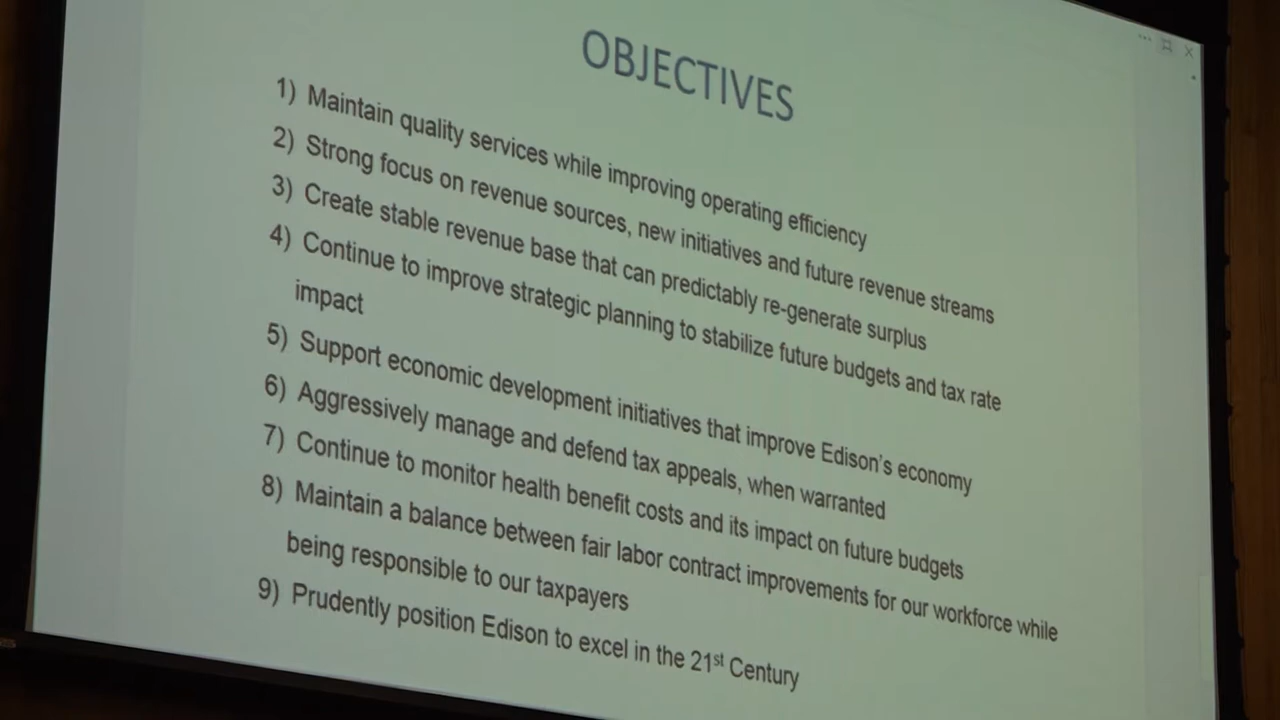 OBJECTIVES
1) Maintain quality services while improving operating efficiency
2) Strong focus on revenue sources, new initiatives and future revenue streams
3) Create stable revenue base that can predictably re-generate surplus
4) Continue to improve strategic planning to stabilize future budgets and tax rate
impact
5) Support economic development initiatives that improve Edison's economy
6) Aggressively manage and defend tax appeals, when warranted
7) Continue to monitor health benefit costs and its impact on future budgets
8) Maintain a balance between fair labor contract improvements for our workforce while
being responsible to our taxpayers
9) Prudently position Edison to excel in the 21st Century